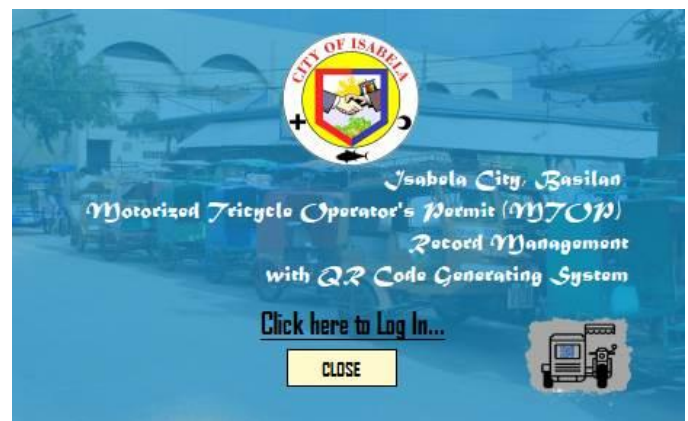 CITY OF ISABELA
Isabela City, Basilan
Motorized Tricycle Operator's Permit (MTOP)
Record Management
with QR Code Generating System
Click here to Log In...
CLOSE